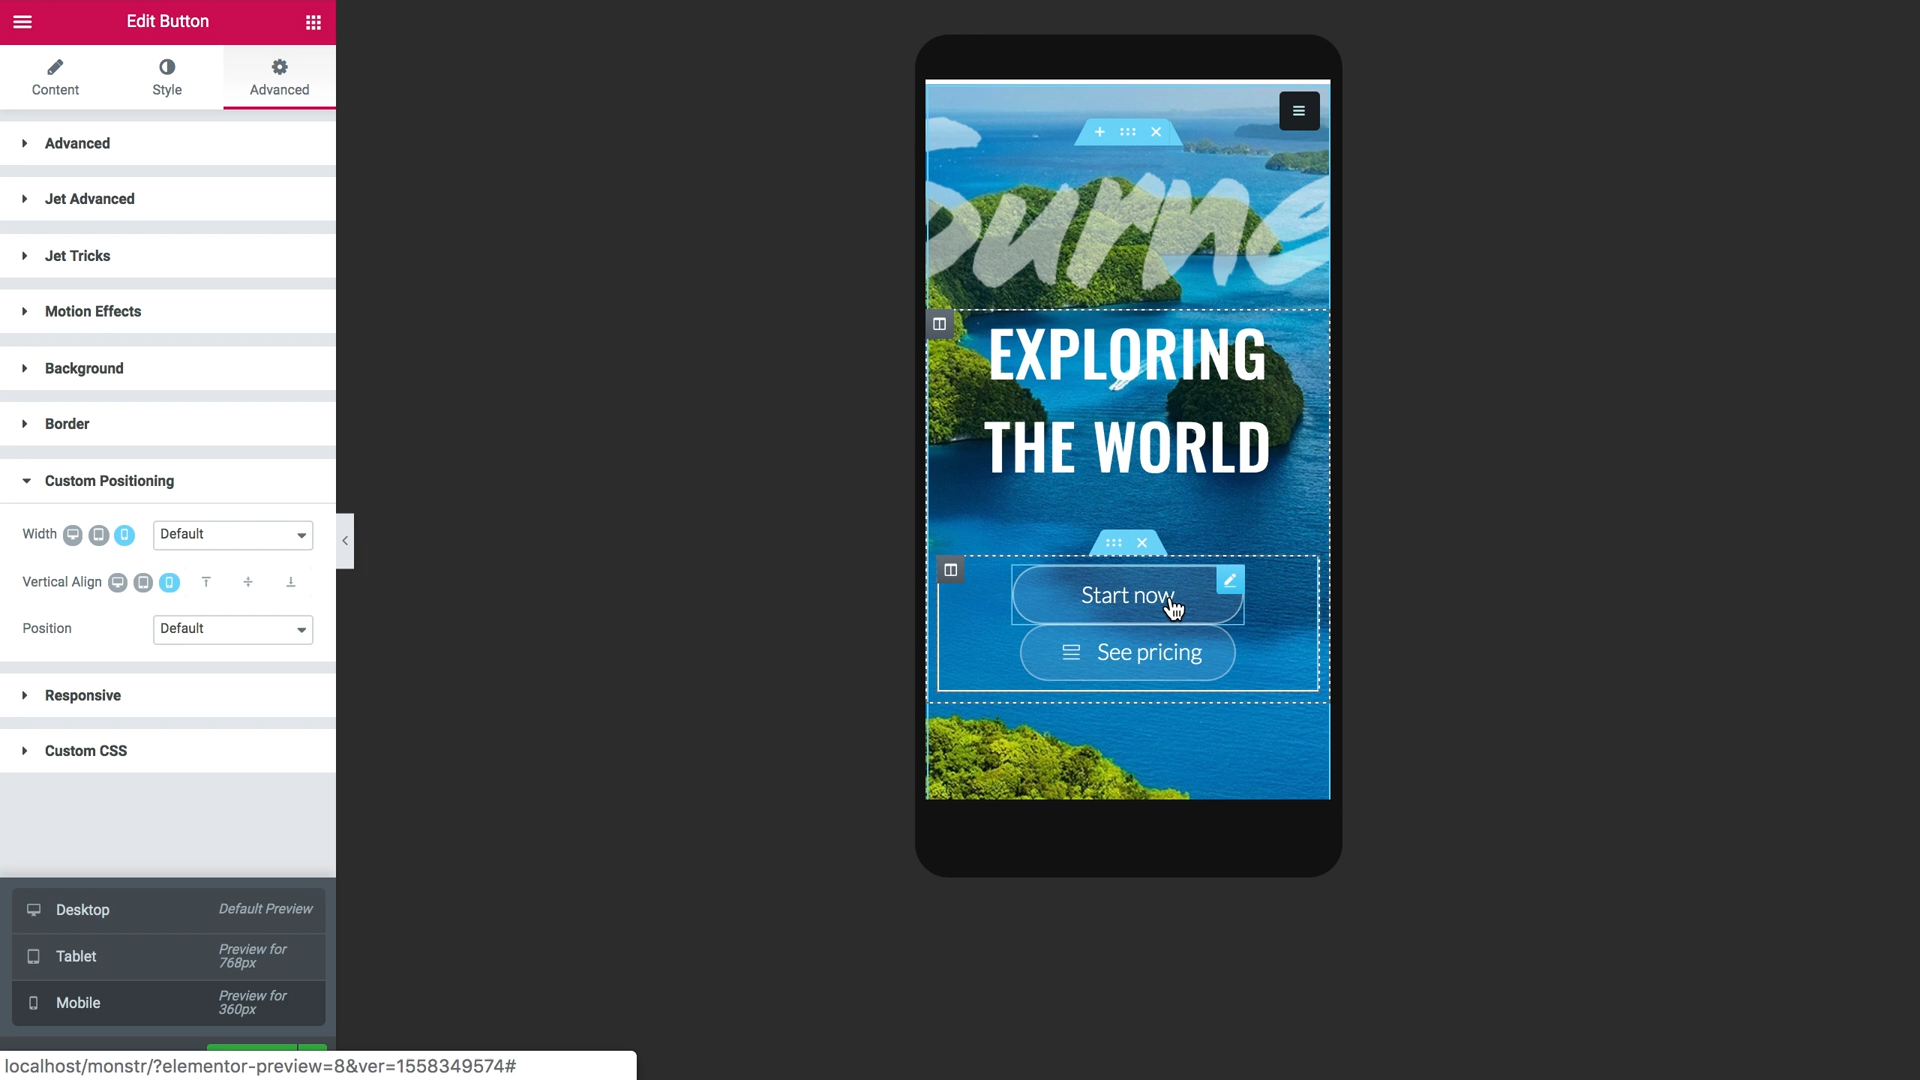 Edit Button
Content
Style
Advanced
Advanced
Jet Advanced
Jet Tricks
Motion Effects
Background
Border
Custom Positioning
Width
Default
Vertical Align
Position
Default
Responsive
Custom CSS
Desktop
Default Preview
Tablet
Preview for
768px
Mobile
Preview for
360px
localhost/monstr/?elementor-preview=8&ver=1558349574#
ourne
EXPLORING
THE WORLD
Start now
See pricing